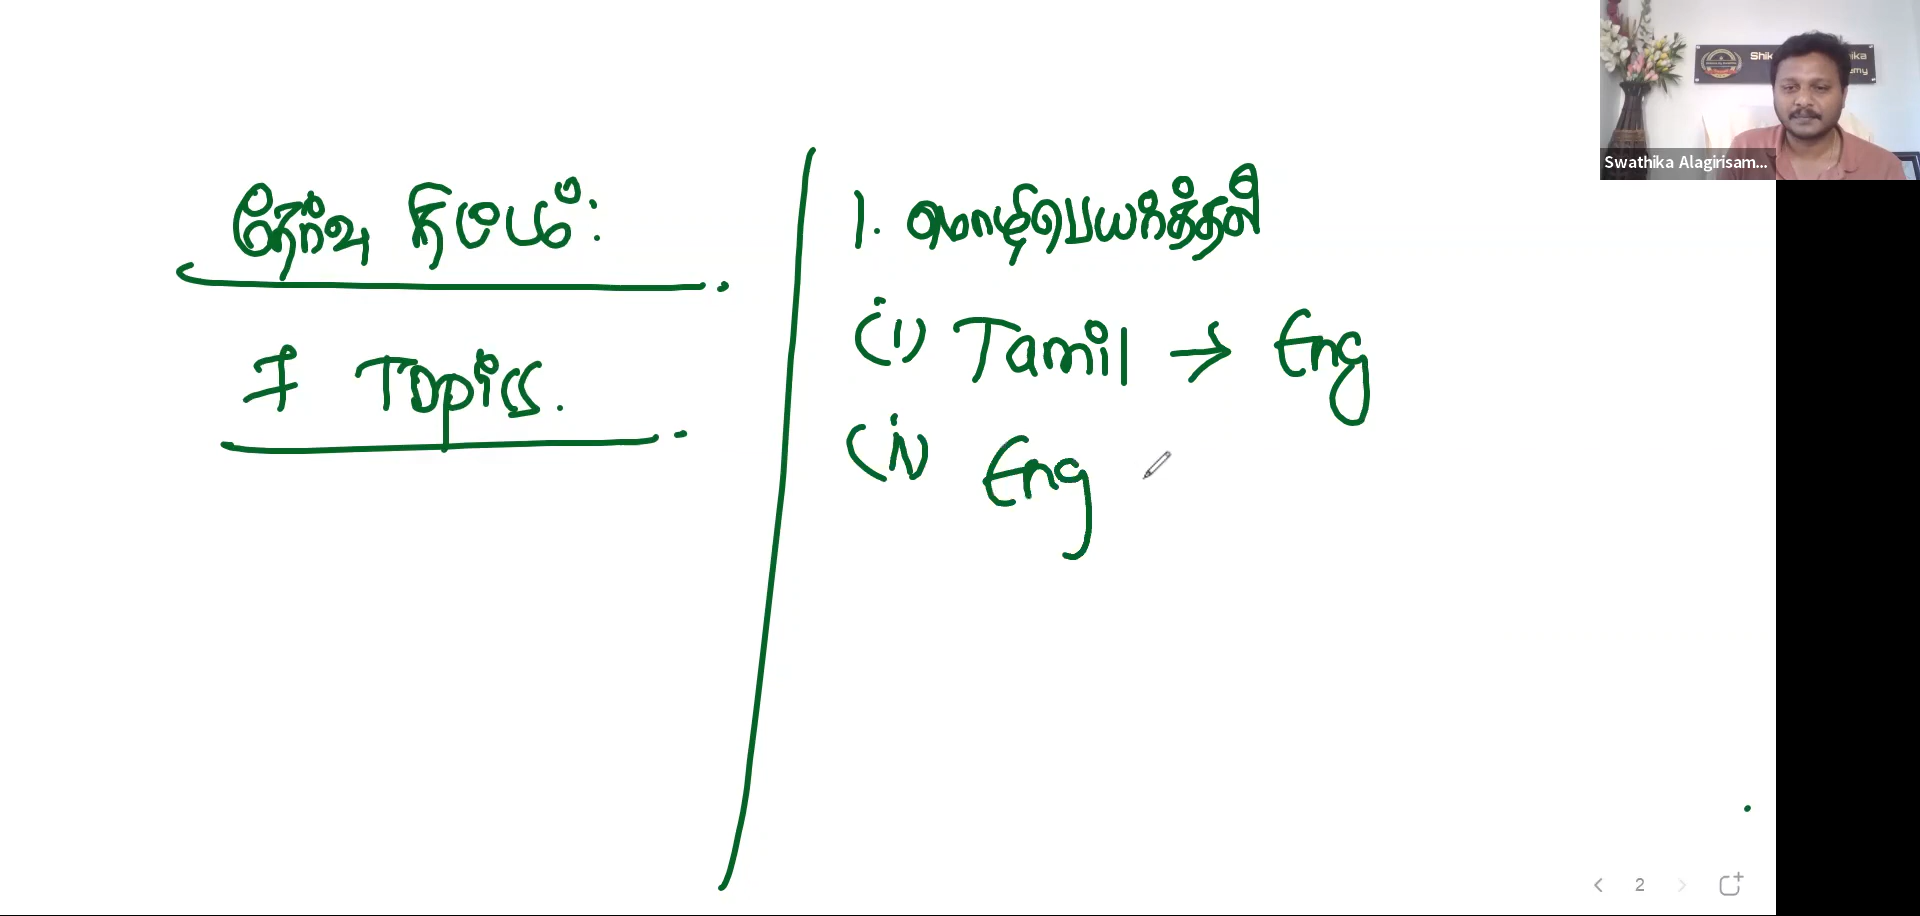 தேர்வு திட்டம்:
7 Topics.
1. மொழிபெயர்த்தல்
(i) Tamil → Eng
(ii) Eng
Swathika Alagirisam...
2